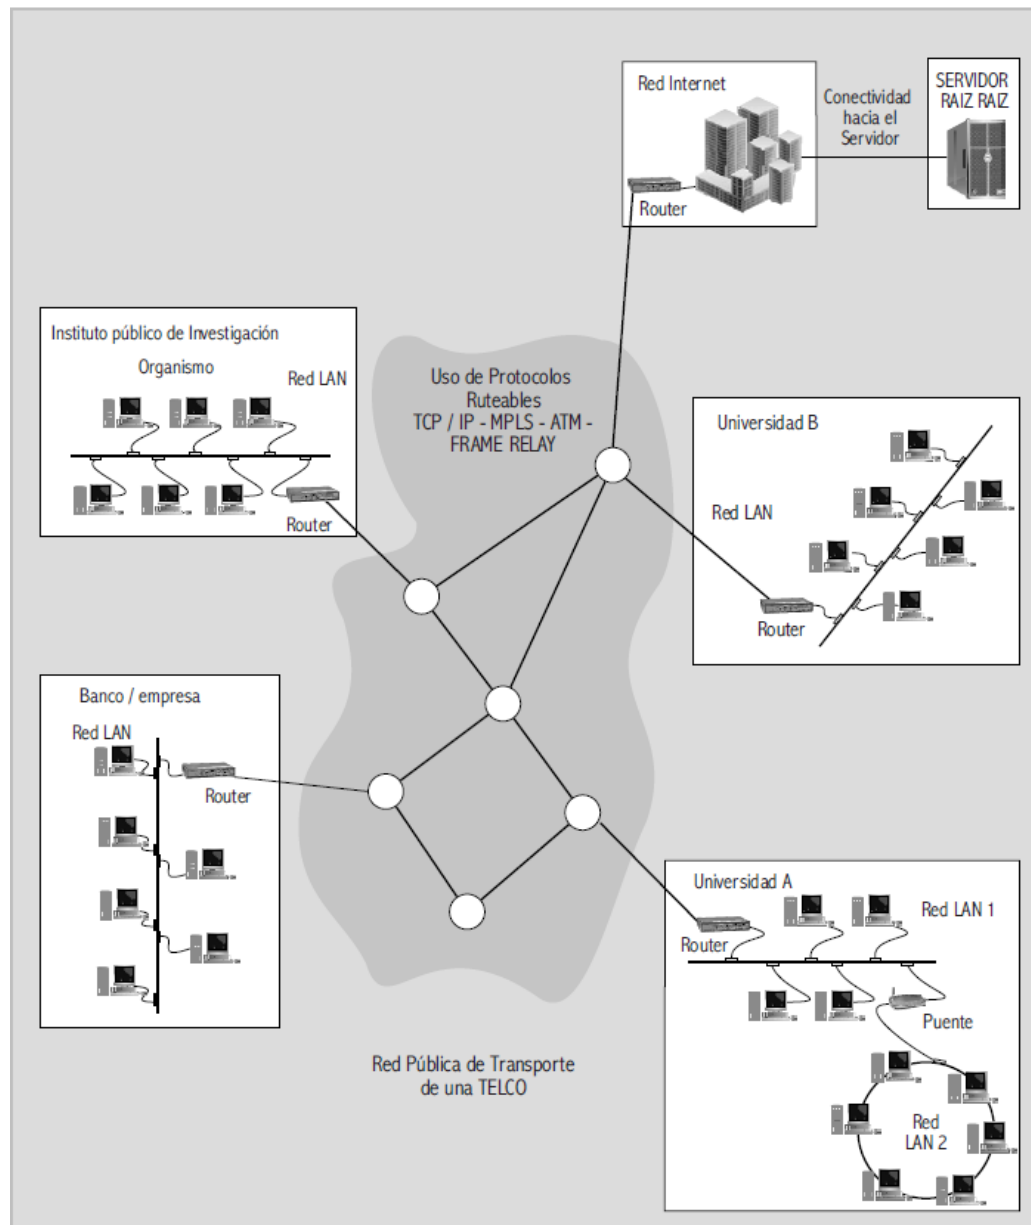 Red Internet
Conectividad
hacia el
Servidor
SERVIDOR
RAIZ RAIZ
Router
Instituto público de Investigación
Organismo
Red LAN
Router
Uso de Protocolos
Ruteables
TCP / IP - MPLS - ATM -
FRAME RELAY
Universidad B
Red LAN
Router
Banco / empresa
Red LAN
Router
Universidad A
Red LAN 1
Router
Puente
Red
LAN 2
Red Pública de Transporte
de una TELCO